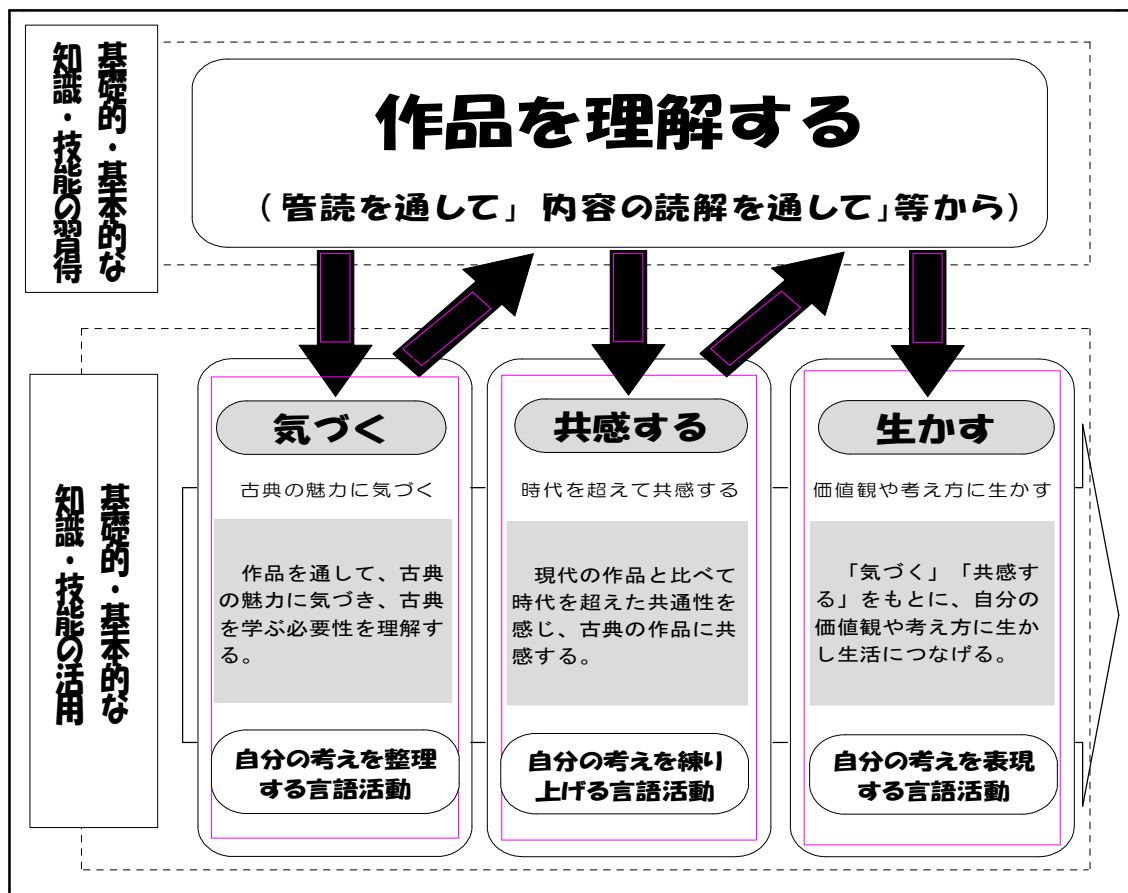 基礎的・基本的な
知識・技能の習得
作品を理解する
(「音読を通して」「内容の読解を通して」等から)
基礎的・基本的な
知識・技能の活用
気づく
古典の魅力に気づく
作品を通して、古典
の魅力に気づき、古典
を学ぶ必要性を理解す
る。
自分の考えを整理
する言語活動
共感する
時代を超えて共感する
現代の作品と比べて
時代を超えた共通性を
感じ、古典の作品に共
感する。
自分の考えを練り
上げる言語活動
生かす
価値観や考え方に生かす
「気づく」「共感す
る」をもとに、自分の
価値観や考え方に生か
し生活につなげる。
自分の考えを表現
する言語活動